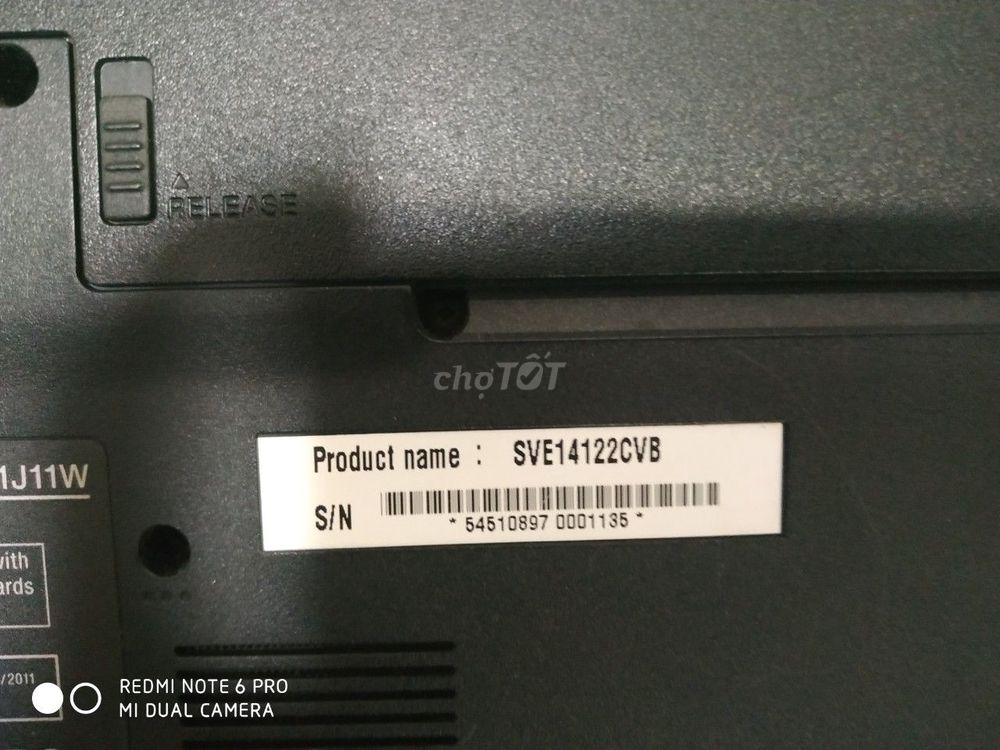 RELEASE
chợTỐT
Product name : SVE14122CVB
S/N
* 54510897 0001135 *
1J11W
with
ards
/2011
REDMI NOTE 6 PRO
MI DUAL CAMERA